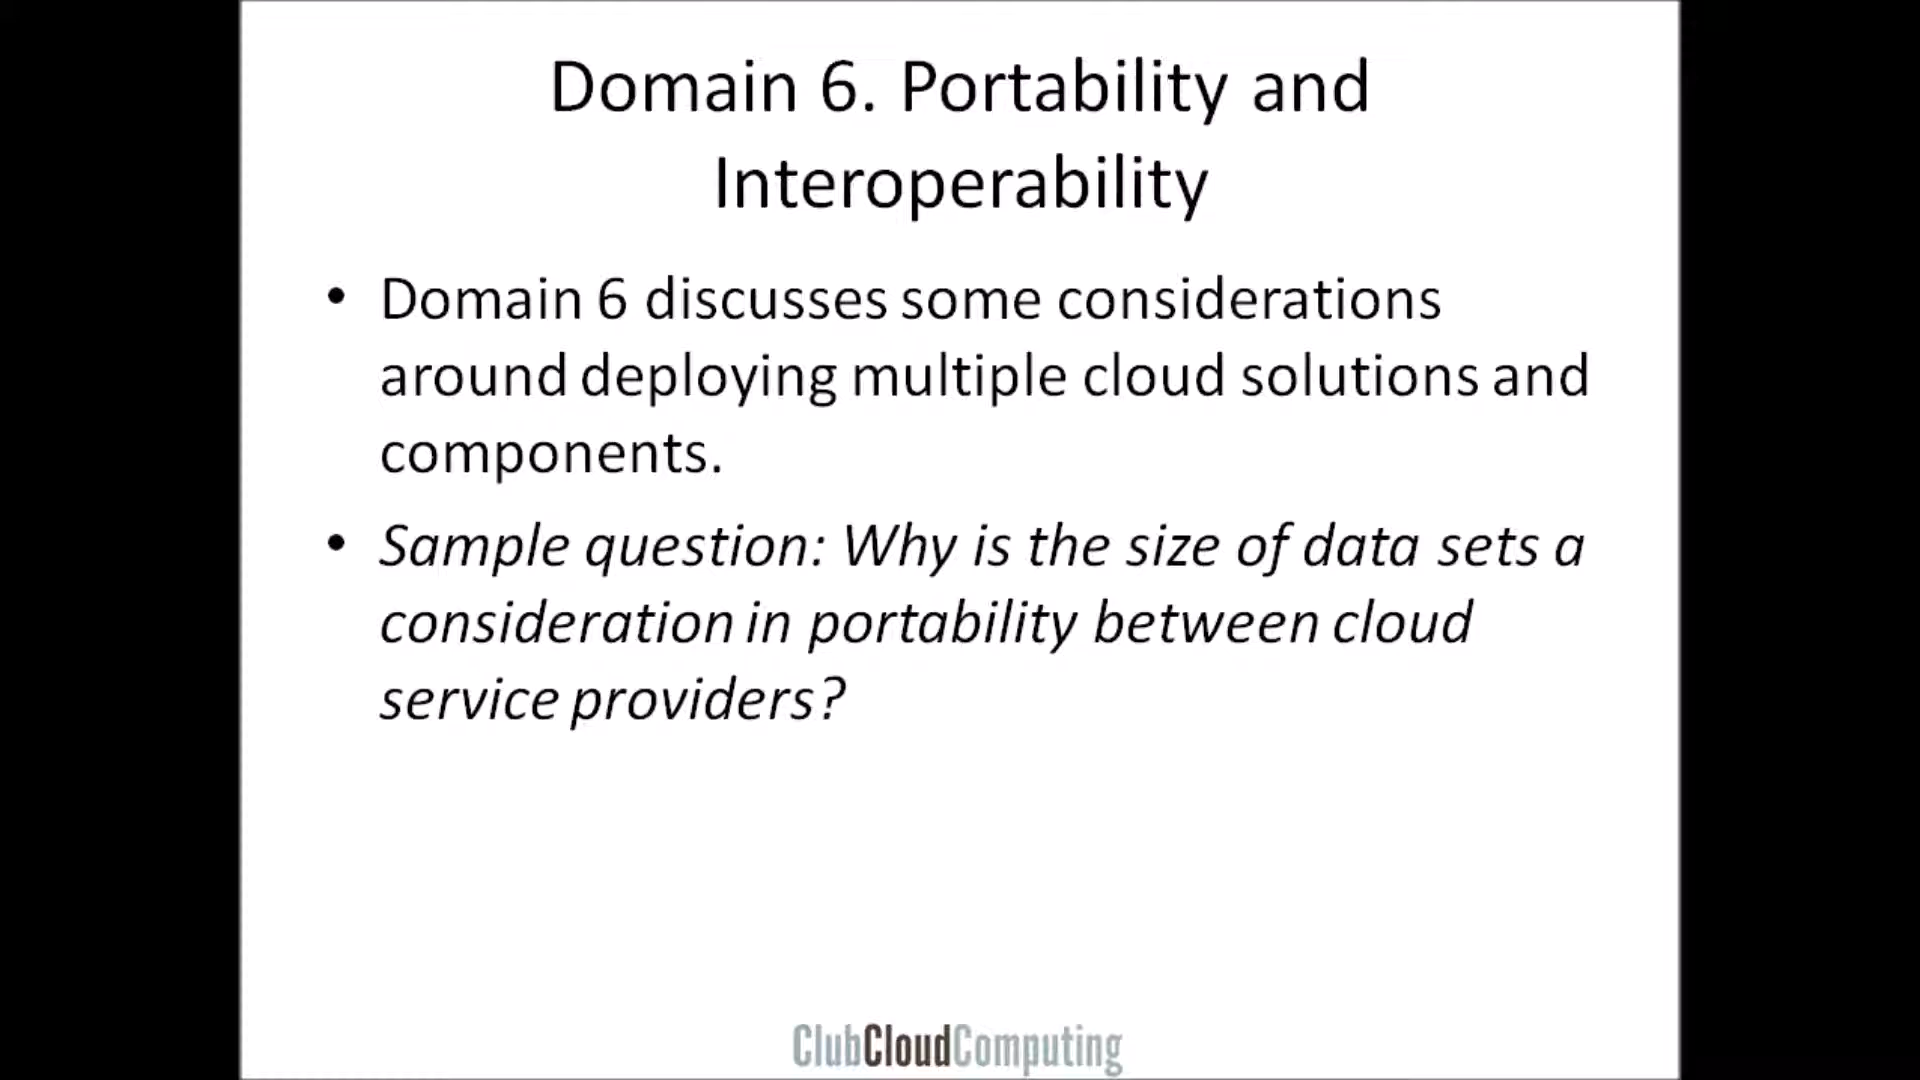 Domain 6. Portability and
Interoperability
• Domain 6 discusses some considerations
around deploying multiple cloud solutions and
components.
• Sample question: Why is the size of data sets a
consideration in portability between cloud
service providers?
ClubCloudComputing